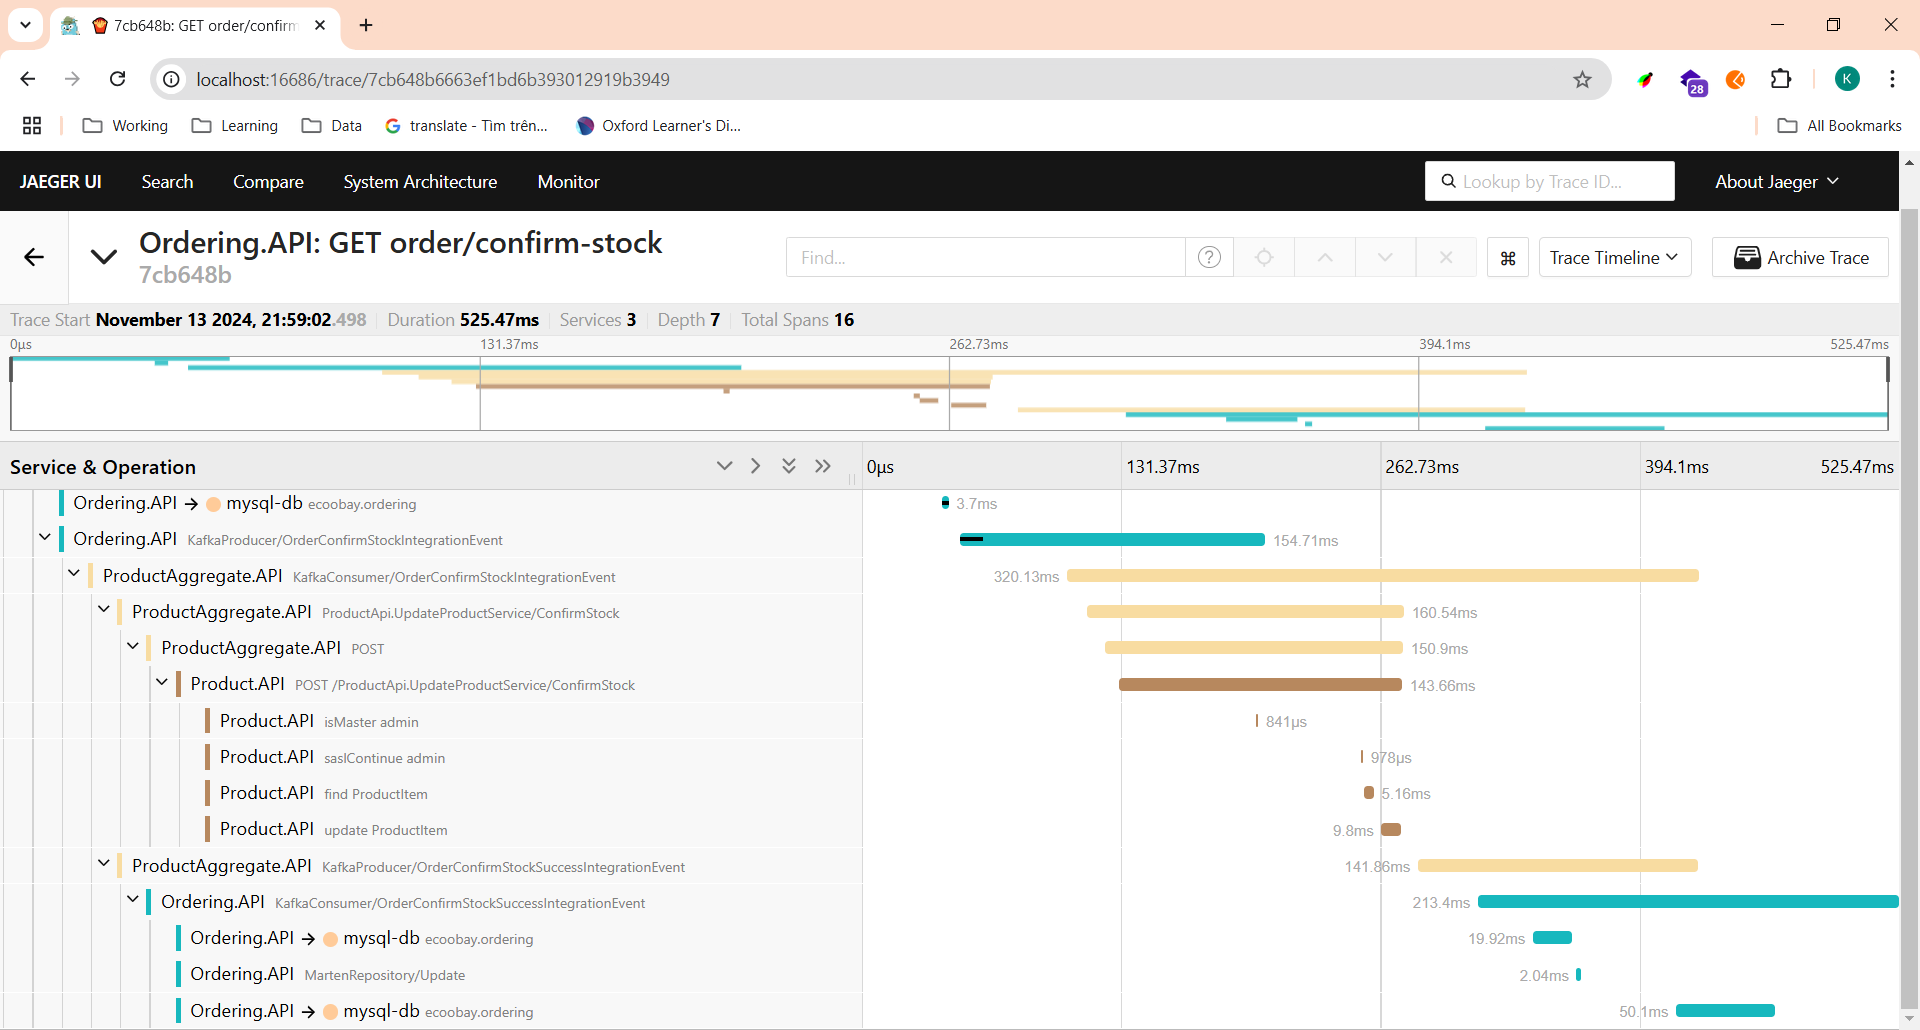 7cb648b: GET order/confirm
localhost:16686/trace/7cb648b6663ef1bd6b393012919b3949
28
K
Working
Learning
Data
translate - Tìm trên...
Oxford Learner's Di...
All Bookmarks
JAEGER UI
Search
Compare
System Architecture
Monitor
Lookup by Trace ID...
About Jaeger
Ordering.API: GET order/confirm-stock
7cb648b
Find...
Trace Timeline
Archive Trace
Trace Start November 13 2024, 21:59:02.498
Duration 525.47ms
Services 3
Depth 7
Total Spans 16
0μs 131.37ms 262.73ms 394.1ms 525.47ms
Service & Operation
0μs 131.37ms 262.73ms 394.1ms 525.47ms
Ordering.API → mysql-db ecoobay.ordering 3.7ms
Ordering.API KafkaProducer/OrderConfirmStockIntegrationEvent 154.71ms
ProductAggregate.API KafkaConsumer/OrderConfirmStockIntegrationEvent 320.13ms
ProductAggregate.API ProductApi.UpdateProductService/ConfirmStock 160.54ms
ProductAggregate.API POST 150.9ms
Product.API POST /ProductApi.UpdateProductService/ConfirmStock 143.66ms
Product.API isMaster admin 841μs
Product.API saslContinue admin 978μs
Product.API find ProductItem 5.16ms
Product.API update ProductItem 9.8ms
ProductAggregate.API KafkaProducer/OrderConfirmStockSuccessIntegrationEvent 141.86ms
Ordering.API KafkaConsumer/OrderConfirmStockSuccessIntegrationEvent 213.4ms
Ordering.API → mysql-db ecoobay.ordering 19.92ms
Ordering.API MartenRepository/Update 2.04ms
Ordering.API → mysql-db ecoobay.ordering 50.1ms